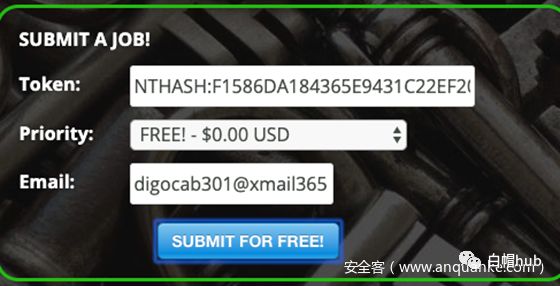 SUBMIT A JOB!
Token: NTHASH:F1586DA184365E9431C22EF2
Priority: FREE! - $0.00 USD
Email: digocab301@xmail365
SUBMIT FOR FREE!
安全客（www.anquanke.com）
白帽hub